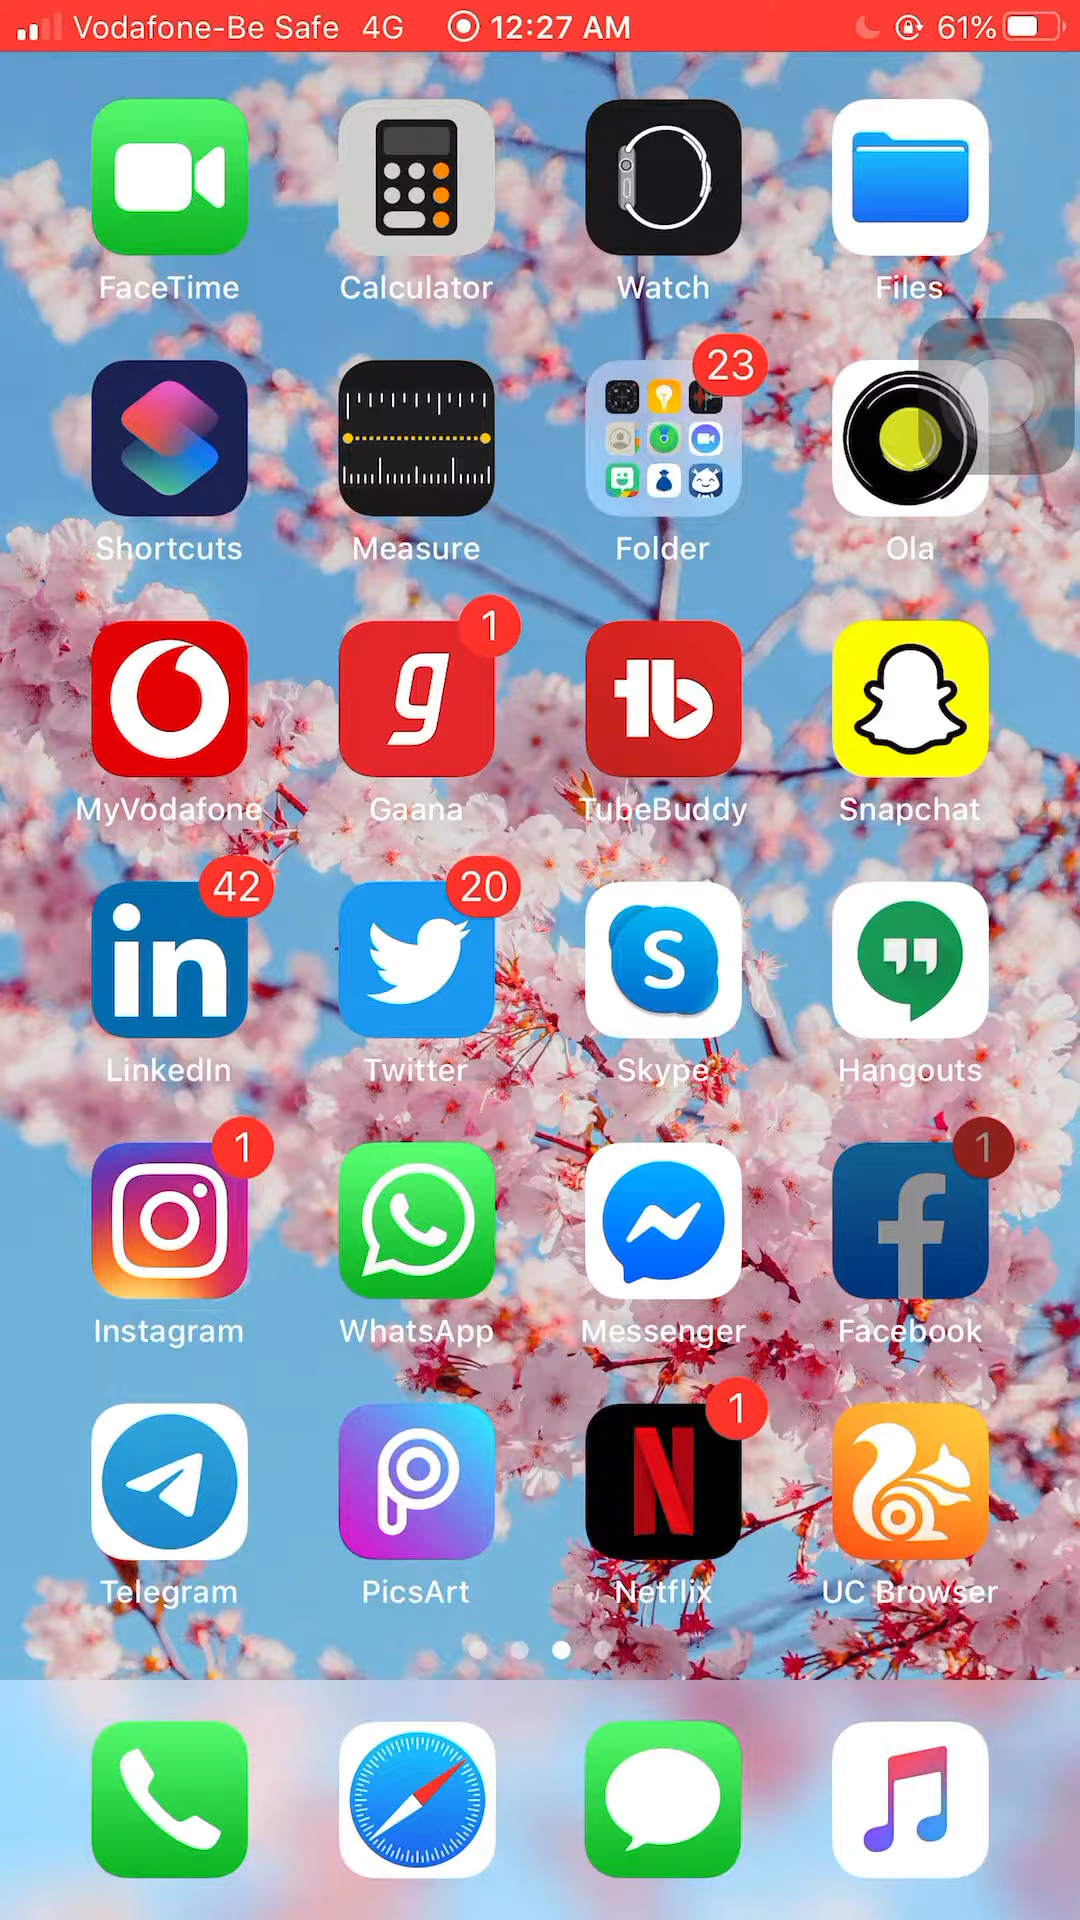 Vodafone-Be Safe 4G 12:27 AM 61%
FaceTime Calculator Watch Files
23
Shortcuts Measure Folder Ola
1
MyVodafone Gaana TubeBuddy Snapchat
42 20
in S
LinkedIn Twitter Skype Hangouts
1 1
Instagram WhatsApp Messenger Facebook
1
Telegram PicsArt Netflix UC Browser